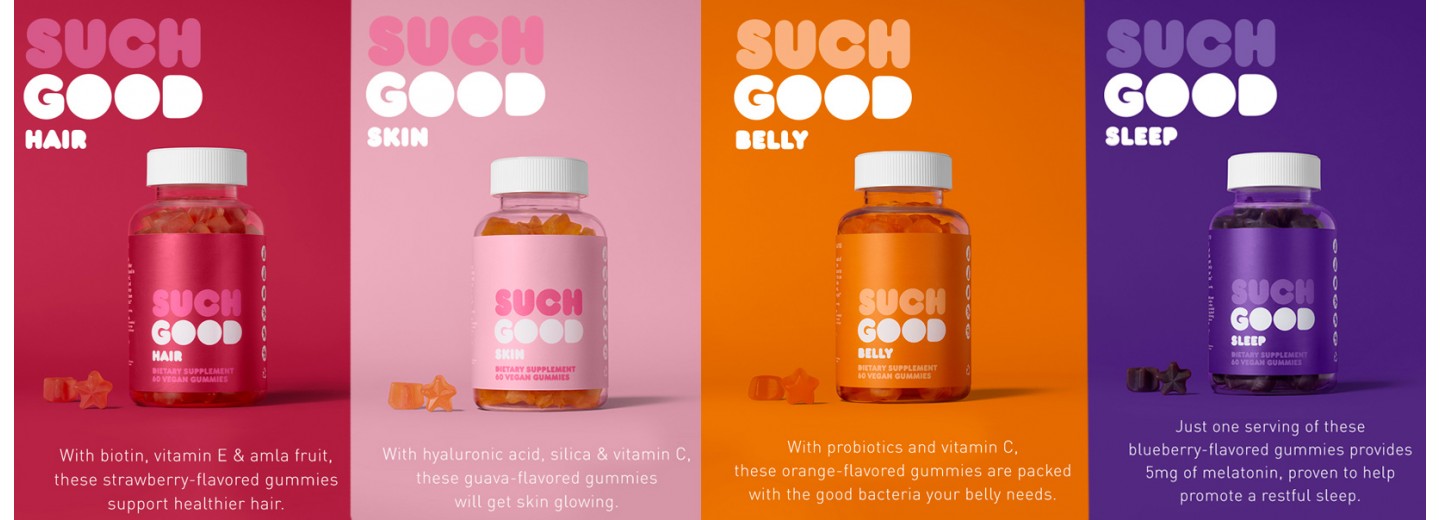 SUCH
GOOD
HAIR
SUCH
GOOD
HAIR
DIETARY SUPPLEMENT
60 VEGAN GUMMIES
With biotin, vitamin E & amla fruit,
these strawberry-flavored gummies
support healthier hair.
SUCH
GOOD
SKIN
SUCH
GOOD
SKIN
DIETARY SUPPLEMENT
60 VEGAN GUMMIES
With hyaluronic acid, silica & vitamin C,
these guava-flavored gummies
will get skin glowing.
SUCH
GOOD
BELLY
SUCH
GOOD
BELLY
DIETARY SUPPLEMENT
60 VEGAN GUMMIES
With probiotics and vitamin C,
these orange-flavored gummies are packed
with the good bacteria your belly needs.
SUCH
GOOD
SLEEP
SUCH
GOOD
SLEEP
DIETARY SUPPLEMENT
60 VEGAN GUMMIES
Just one serving of these
blueberry-flavored gummies provides
5mg of melatonin, proven to help
promote a restful sleep.